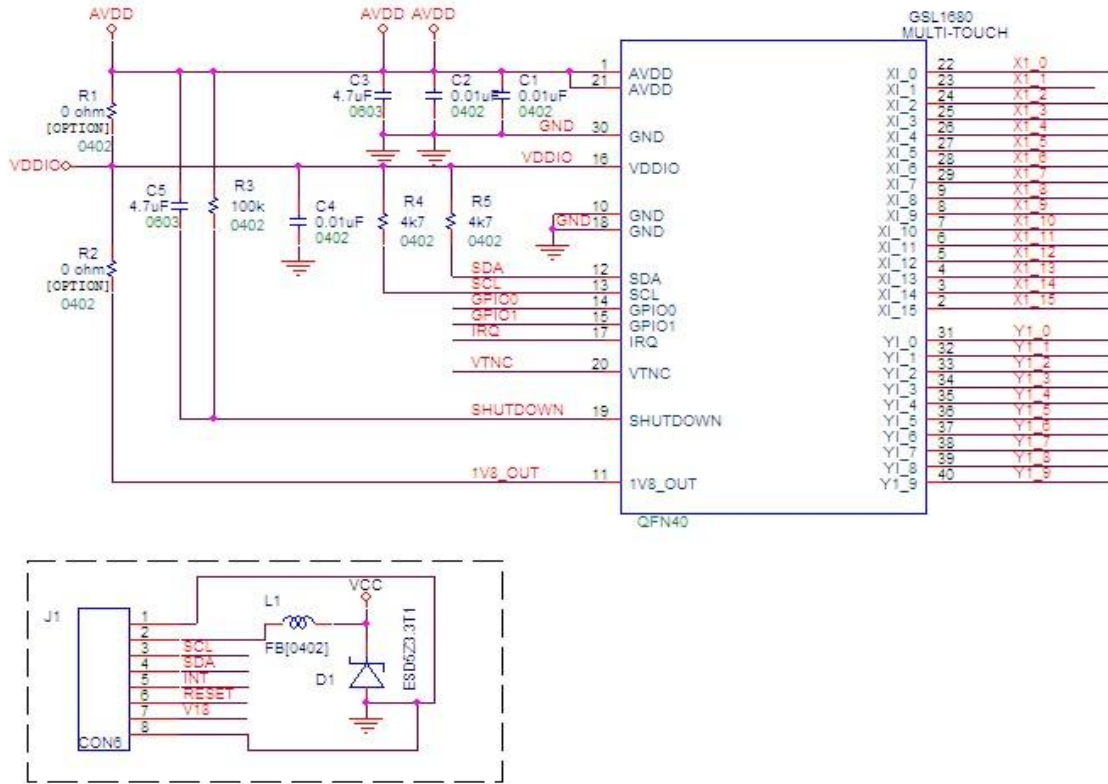 AVDD
AVDD AVDD
GSL1680
MULTI-TOUCH
R1
0 ohm
[OPTION]
0402
VDDIO
R2
0 ohm
[OPTION]
0402
C5
4.7uF
0603
R3
100k
0402
C4
0.01uF
0402
C3
4.7uF
0603
C2
0.01uF
0402
C1
0.01uF
0402
R4
4k7
0402
R5
4k7
0402
1 AVDD
21 AVDD
GND 30 GND
VDDIO 16 VDDIO
10 GND
GND 18 GND
SDA 12 SDA
SCL 13 SCL
GPIO0 14 GPIO0
GPIO1 15 GPIO1
IRQ 17 IRQ
VTNC 20 VTNC
SHUTDOWN 19 SHUTDOWN
1V8_OUT 11 1V8_OUT
XI_0 22 X1_0
XI_1 23 X1_1
XI_2 24 X1_2
XI_3 25 X1_3
XI_4 26 X1_4
XI_5 27 X1_5
XI_6 28 X1_6
XI_7 29 X1_7
XI_8 9 X1_8
XI_9 8 X1_9
XI_10 7 X1_10
XI_11 6 X1_11
XI_12 5 X1_12
XI_13 4 X1_13
XI_14 3 X1_14
XI_15 2 X1_15
YI_0 31 Y1_0
YI_1 32 Y1_1
YI_2 33 Y1_2
YI_3 34 Y1_3
YI_4 35 Y1_4
YI_5 36 Y1_5
YI_6 37 Y1_6
YI_7 38 Y1_7
YI_8 39 Y1_8
Y1_9 40 Y1_9
QFN40
J1
1
2
3 SCL
4 SDA
5 INT
6 RESET
7 V18
8
CON6
L1
FB[0402]
VCC
D1
ESD5Z3.3T1